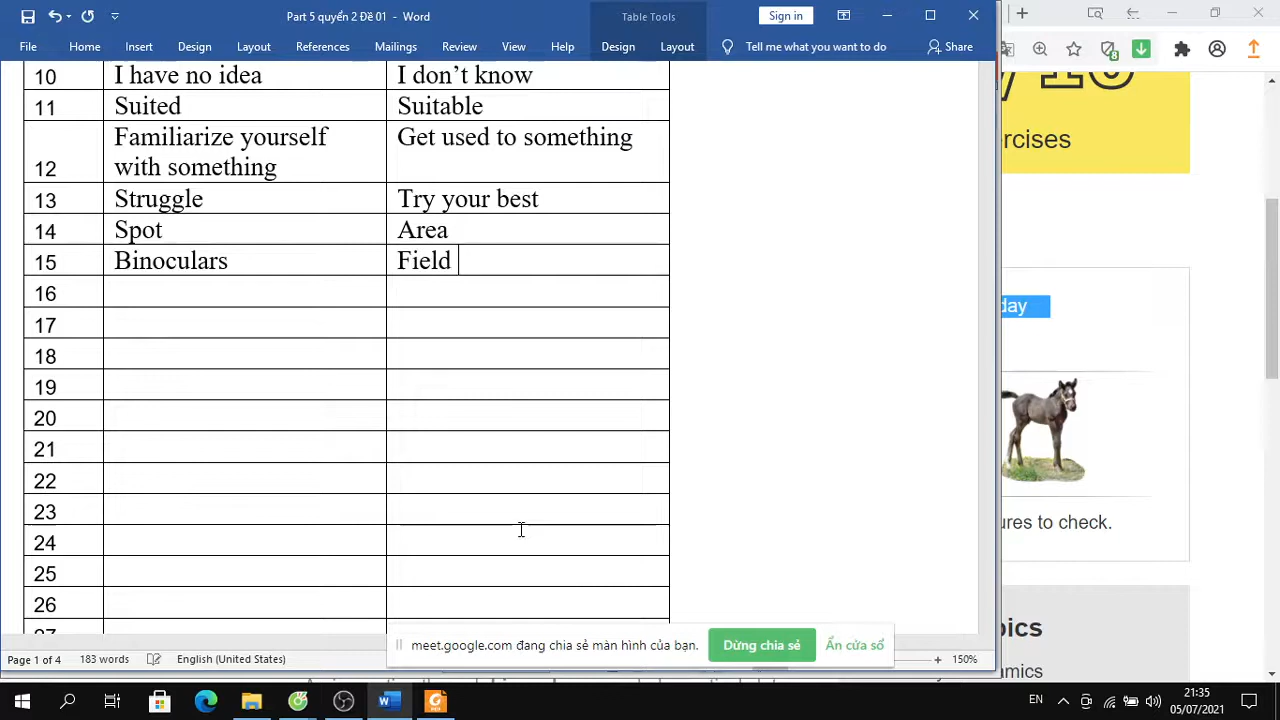 Part 5 quyển 2 Đề 01 - Word
Table Tools
Sign in
File Home Insert Design Layout References Mailings Review View Help Design Layout Tell me what you want to do Share
10 I have no idea I don't know
11 Suited Suitable
12 Familiarize yourself with something Get used to something
13 Struggle Try your best
14 Spot Area
15 Binoculars Field
16
17
18
19
20
21
22
23
24
25
26
27
rcises
day
ures to check.
pics
amics
8
meet.google.com đang chia sẻ màn hình của bạn. Dừng chia sẻ Ẩn cửa sổ
Page 1 of 4 183 words English (United States) 150%
EN
21:35
05/07/2021